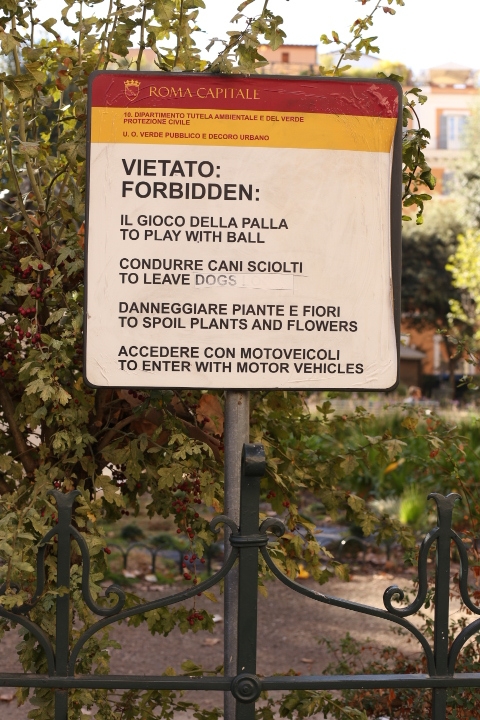 ROMA CAPITALE
10. DIPARTIMENTO TUTELA AMBIENTALE E DEL VERDE
PROTEZIONE CIVILE
U. O. VERDE PUBBLICO E DECORO URBANO
VIETATO:
FORBIDDEN:
IL GIOCO DELLA PALLA
TO PLAY WITH BALL
CONDURRE CANI SCIOLTI
TO LEAVE DOGS
DANNEGGIARE PIANTE E FIORI
TO SPOIL PLANTS AND FLOWERS
ACCEDERE CON MOTOVEICOLI
TO ENTER WITH MOTOR VEHICLES